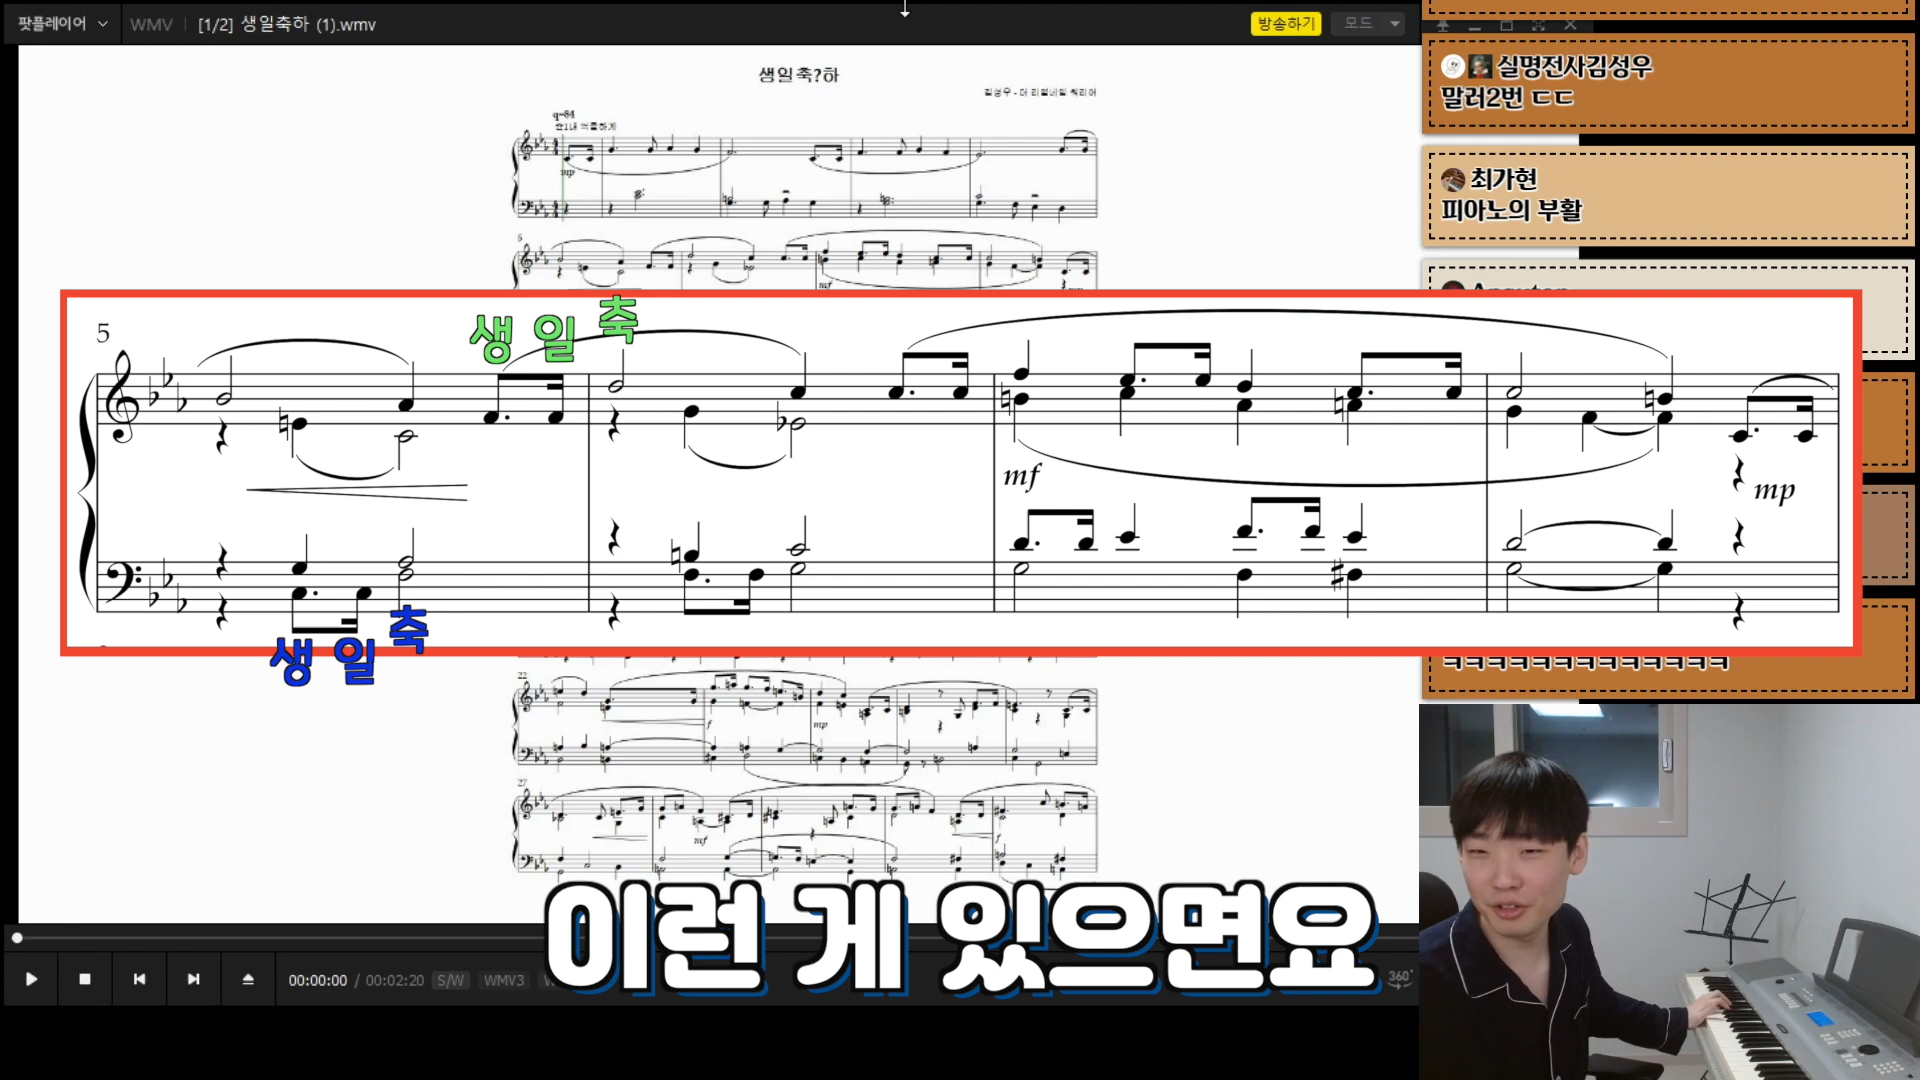 팟플레이어
WMV
[1/2] 생일축하 (1).wmv
방송하기
모드
생일축?하
q=84
5
5
생 일 축
mf
mp
생 일 축
22
27
이런 게 있으면요
00:00:00 / 00:02:20 S/W WMV3
360°
실명전사김성우
말러2번 ㄷㄷ
최가현
피아노의 부활
ㅋㅋㅋㅋㅋㅋㅋㅋㅋㅋㅋㅋㅋ